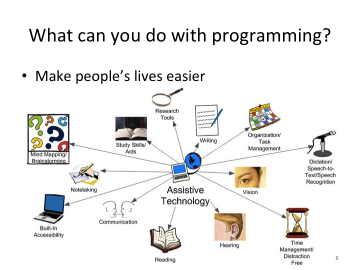 What can you do with programming?
• Make people's lives easier
Research
Tools
Writing
Organization/
Task
Management
Study Skills/
Aids
Mind Mapping/
Brainstorming
Dictation/
Speech-to-
Text/Speech
Recognition
Notetaking
Assistive
Technology
Vision
Built-In
Accessibility
Communication
Reading
Hearing
Time
Management/
Distraction
Free
8